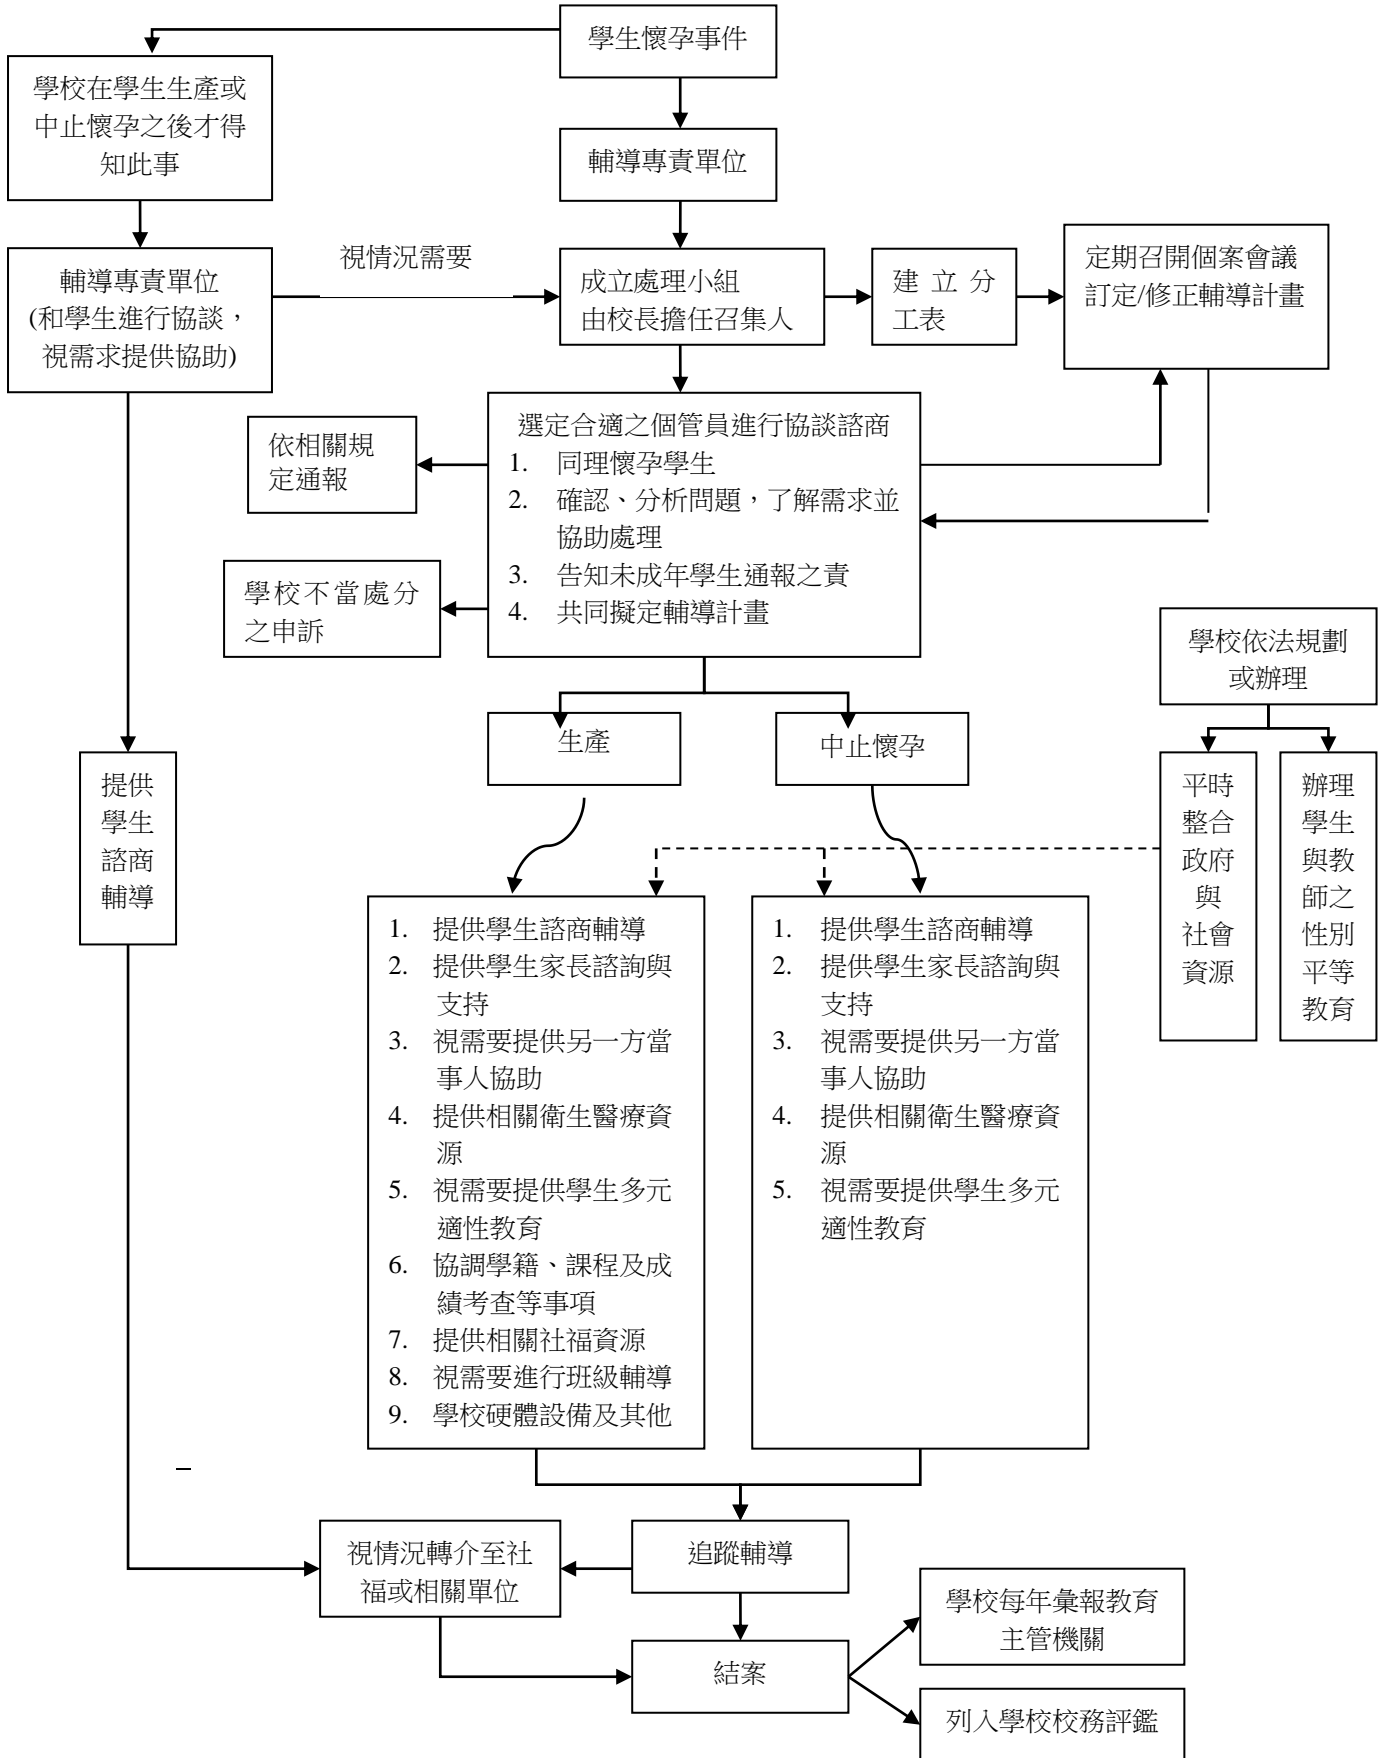 學生懷孕事件
學校在學生生產或
中止懷孕之後才得
知此事
輔導專責單位
輔導專責單位
(和學生進行協談，
視需求提供協助)
視情況需要
成立處理小組
由校長擔任召集人
建立分
工表
定期召開個案會議
訂定/修正輔導計畫
選定合適之個管員進行協談諮商
1. 同理懷孕學生
2. 確認、分析問題，了解需求並
協助處理
3. 告知未成年學生通報之責
4. 共同擬定輔導計畫
依相關規
定通報
學校不當處分
之申訴
學校依法規劃
或辦理
生產
中止懷孕
提供
學生
諮商
輔導
平時
整合
政府
與
社會
資源
辦理
學生
與教
師之
性別
平等
教育
1. 提供學生諮商輔導
2. 提供學生家長諮詢與
支持
3. 視需要提供另一方當
事人協助
4. 提供相關衛生醫療資
源
5. 視需要提供學生多元
適性教育
6. 協調學籍、課程及成
績考查等事項
7. 提供相關社福資源
8. 視需要進行班級輔導
9. 學校硬體設備及其他
1. 提供學生諮商輔導
2. 提供學生家長諮詢與
支持
3. 視需要提供另一方當
事人協助
4. 提供相關衛生醫療資
源
5. 視需要提供學生多元
適性教育
視情況轉介至社
福或相關單位
追蹤輔導
學校每年彙報教育
主管機關
結案
列入學校校務評鑑